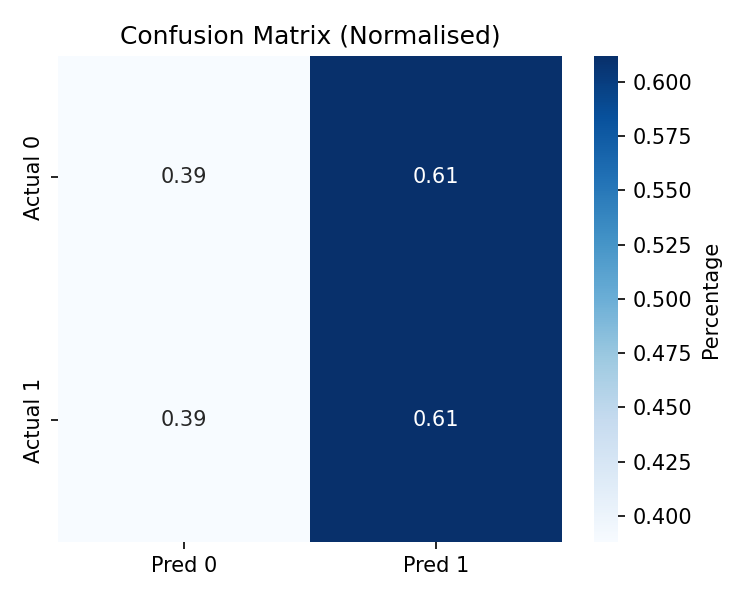 Confusion Matrix (Normalised)
Actual 0
0.39
0.61
Actual 1
0.39
0.61
Pred 0
Pred 1
0.600
0.575
0.550
0.525
0.500
0.475
0.450
0.425
0.400
Percentage